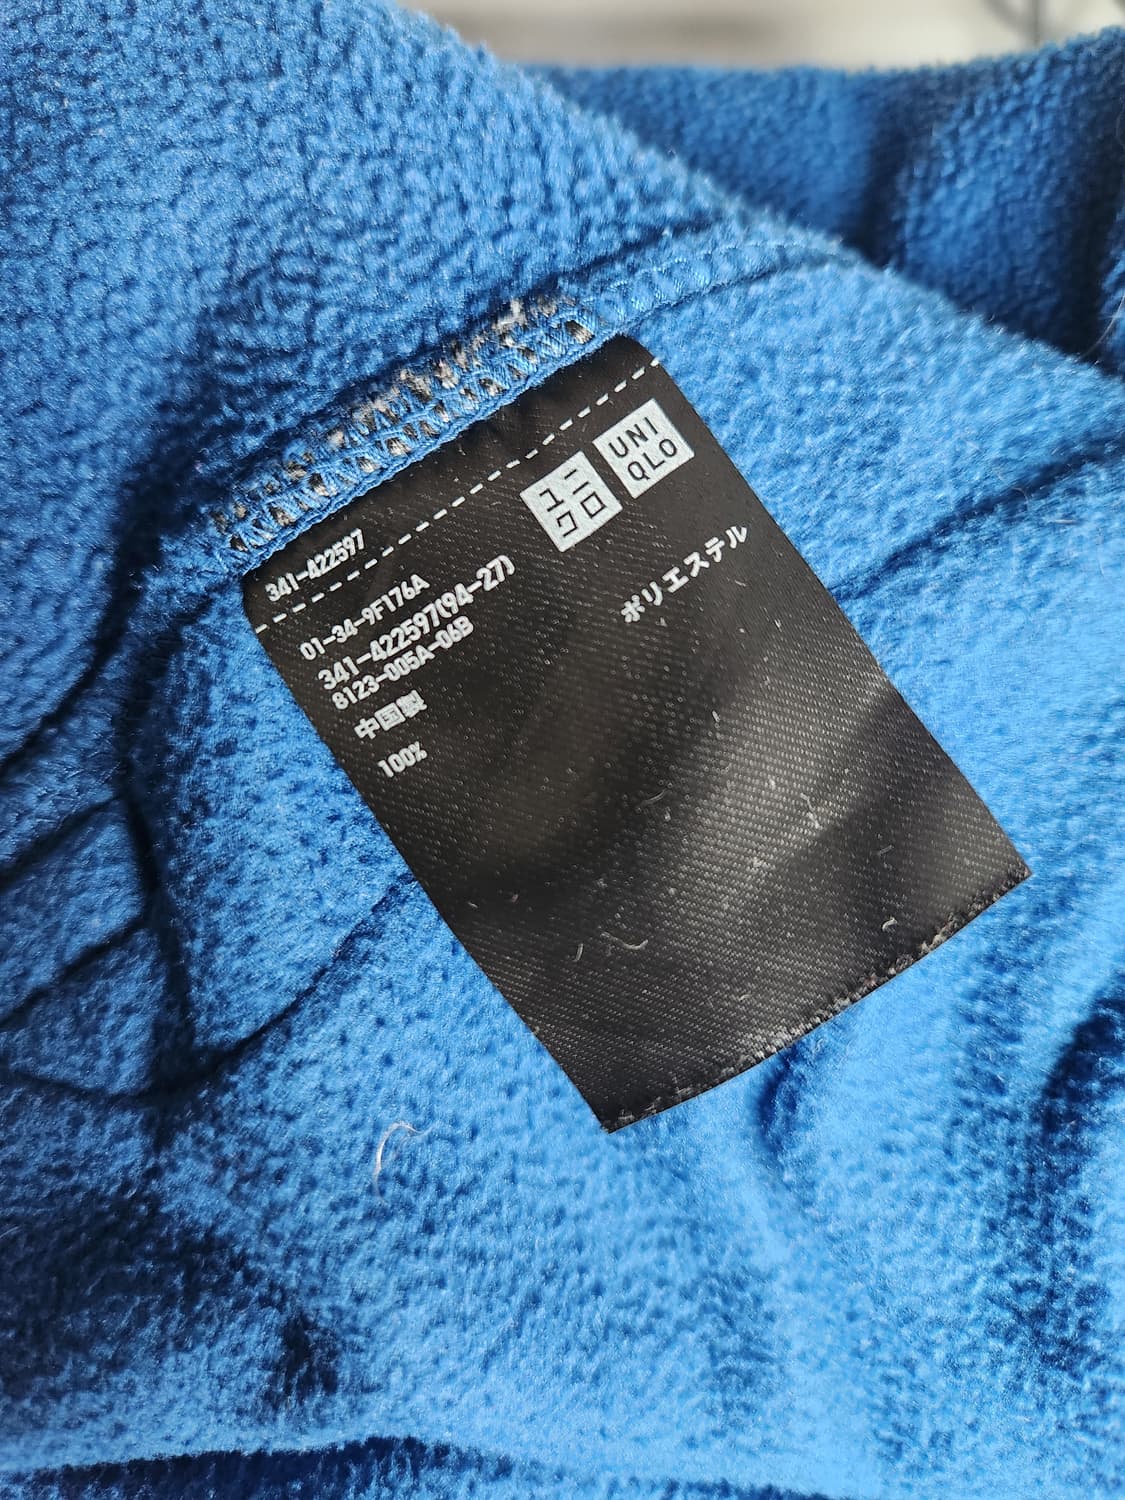 341-422597
ユニ
クロ
UNI
QLO
01-34-9F176A
341-422597(94-27)
8123-005A-06B
中国製
100%
ポリエステル